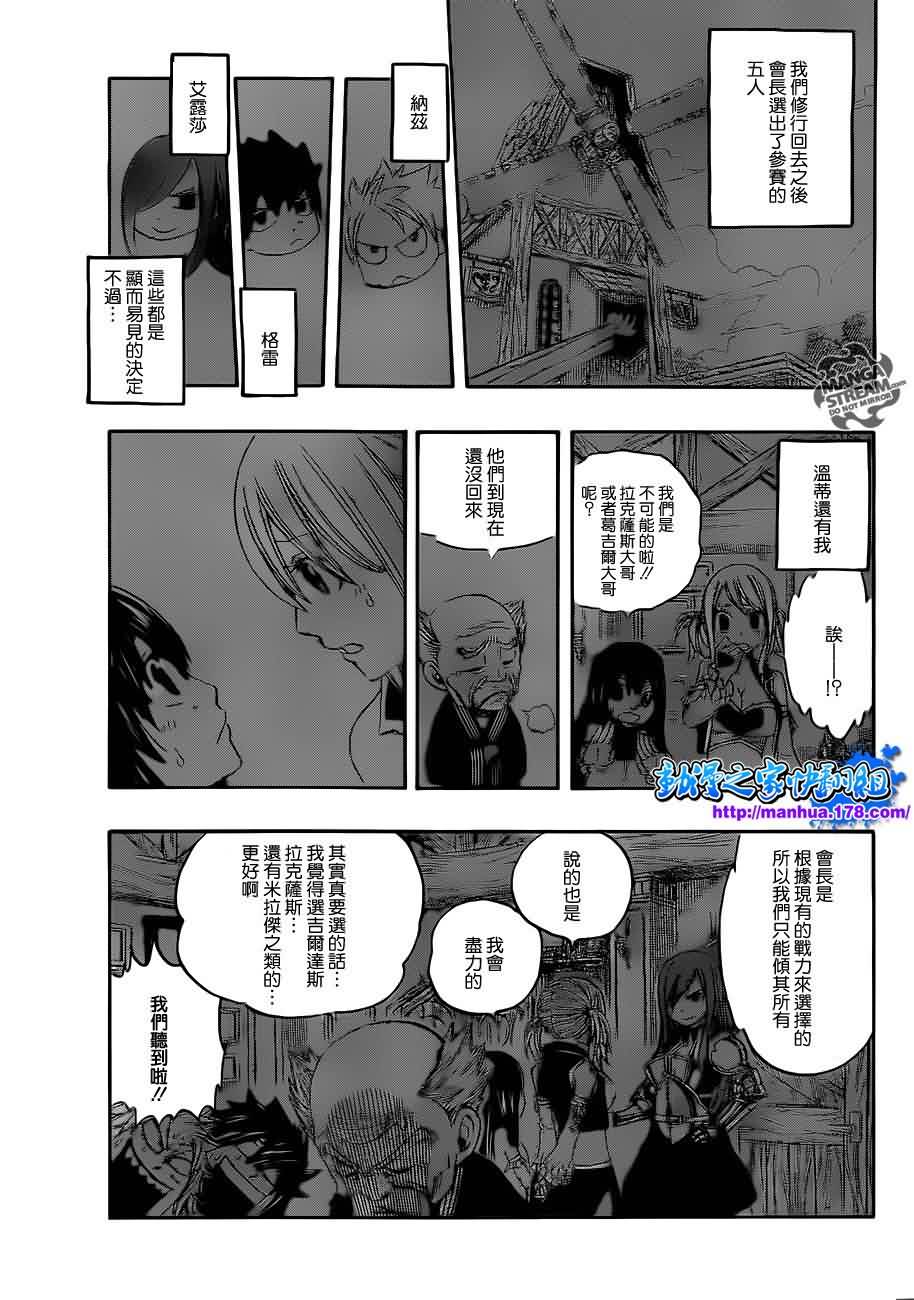 我們修行回去之後
會長選出了參賽的
五人
納茲
格雷
艾露莎
這些都是
顯而易見的決定
不過…
MANGA
STREAM.com
DO NOT MIRROR
溫蒂還有我
誒——!?
我們是
不可能的啦!!
拉克薩斯大哥
或者葛吉爾大哥
呢？
他們到現在
還沒回來
動漫之家快翻組
http://manhua.178.com/
會長是
根據現有的戰力來選擇的
所以我們只能傾其所有
說的也是
我會
盡力的
其實真要選的話…
我覺得選吉爾達斯
拉克薩斯…
還有米拉傑之類的…
更好啊
我們聽到啦!!